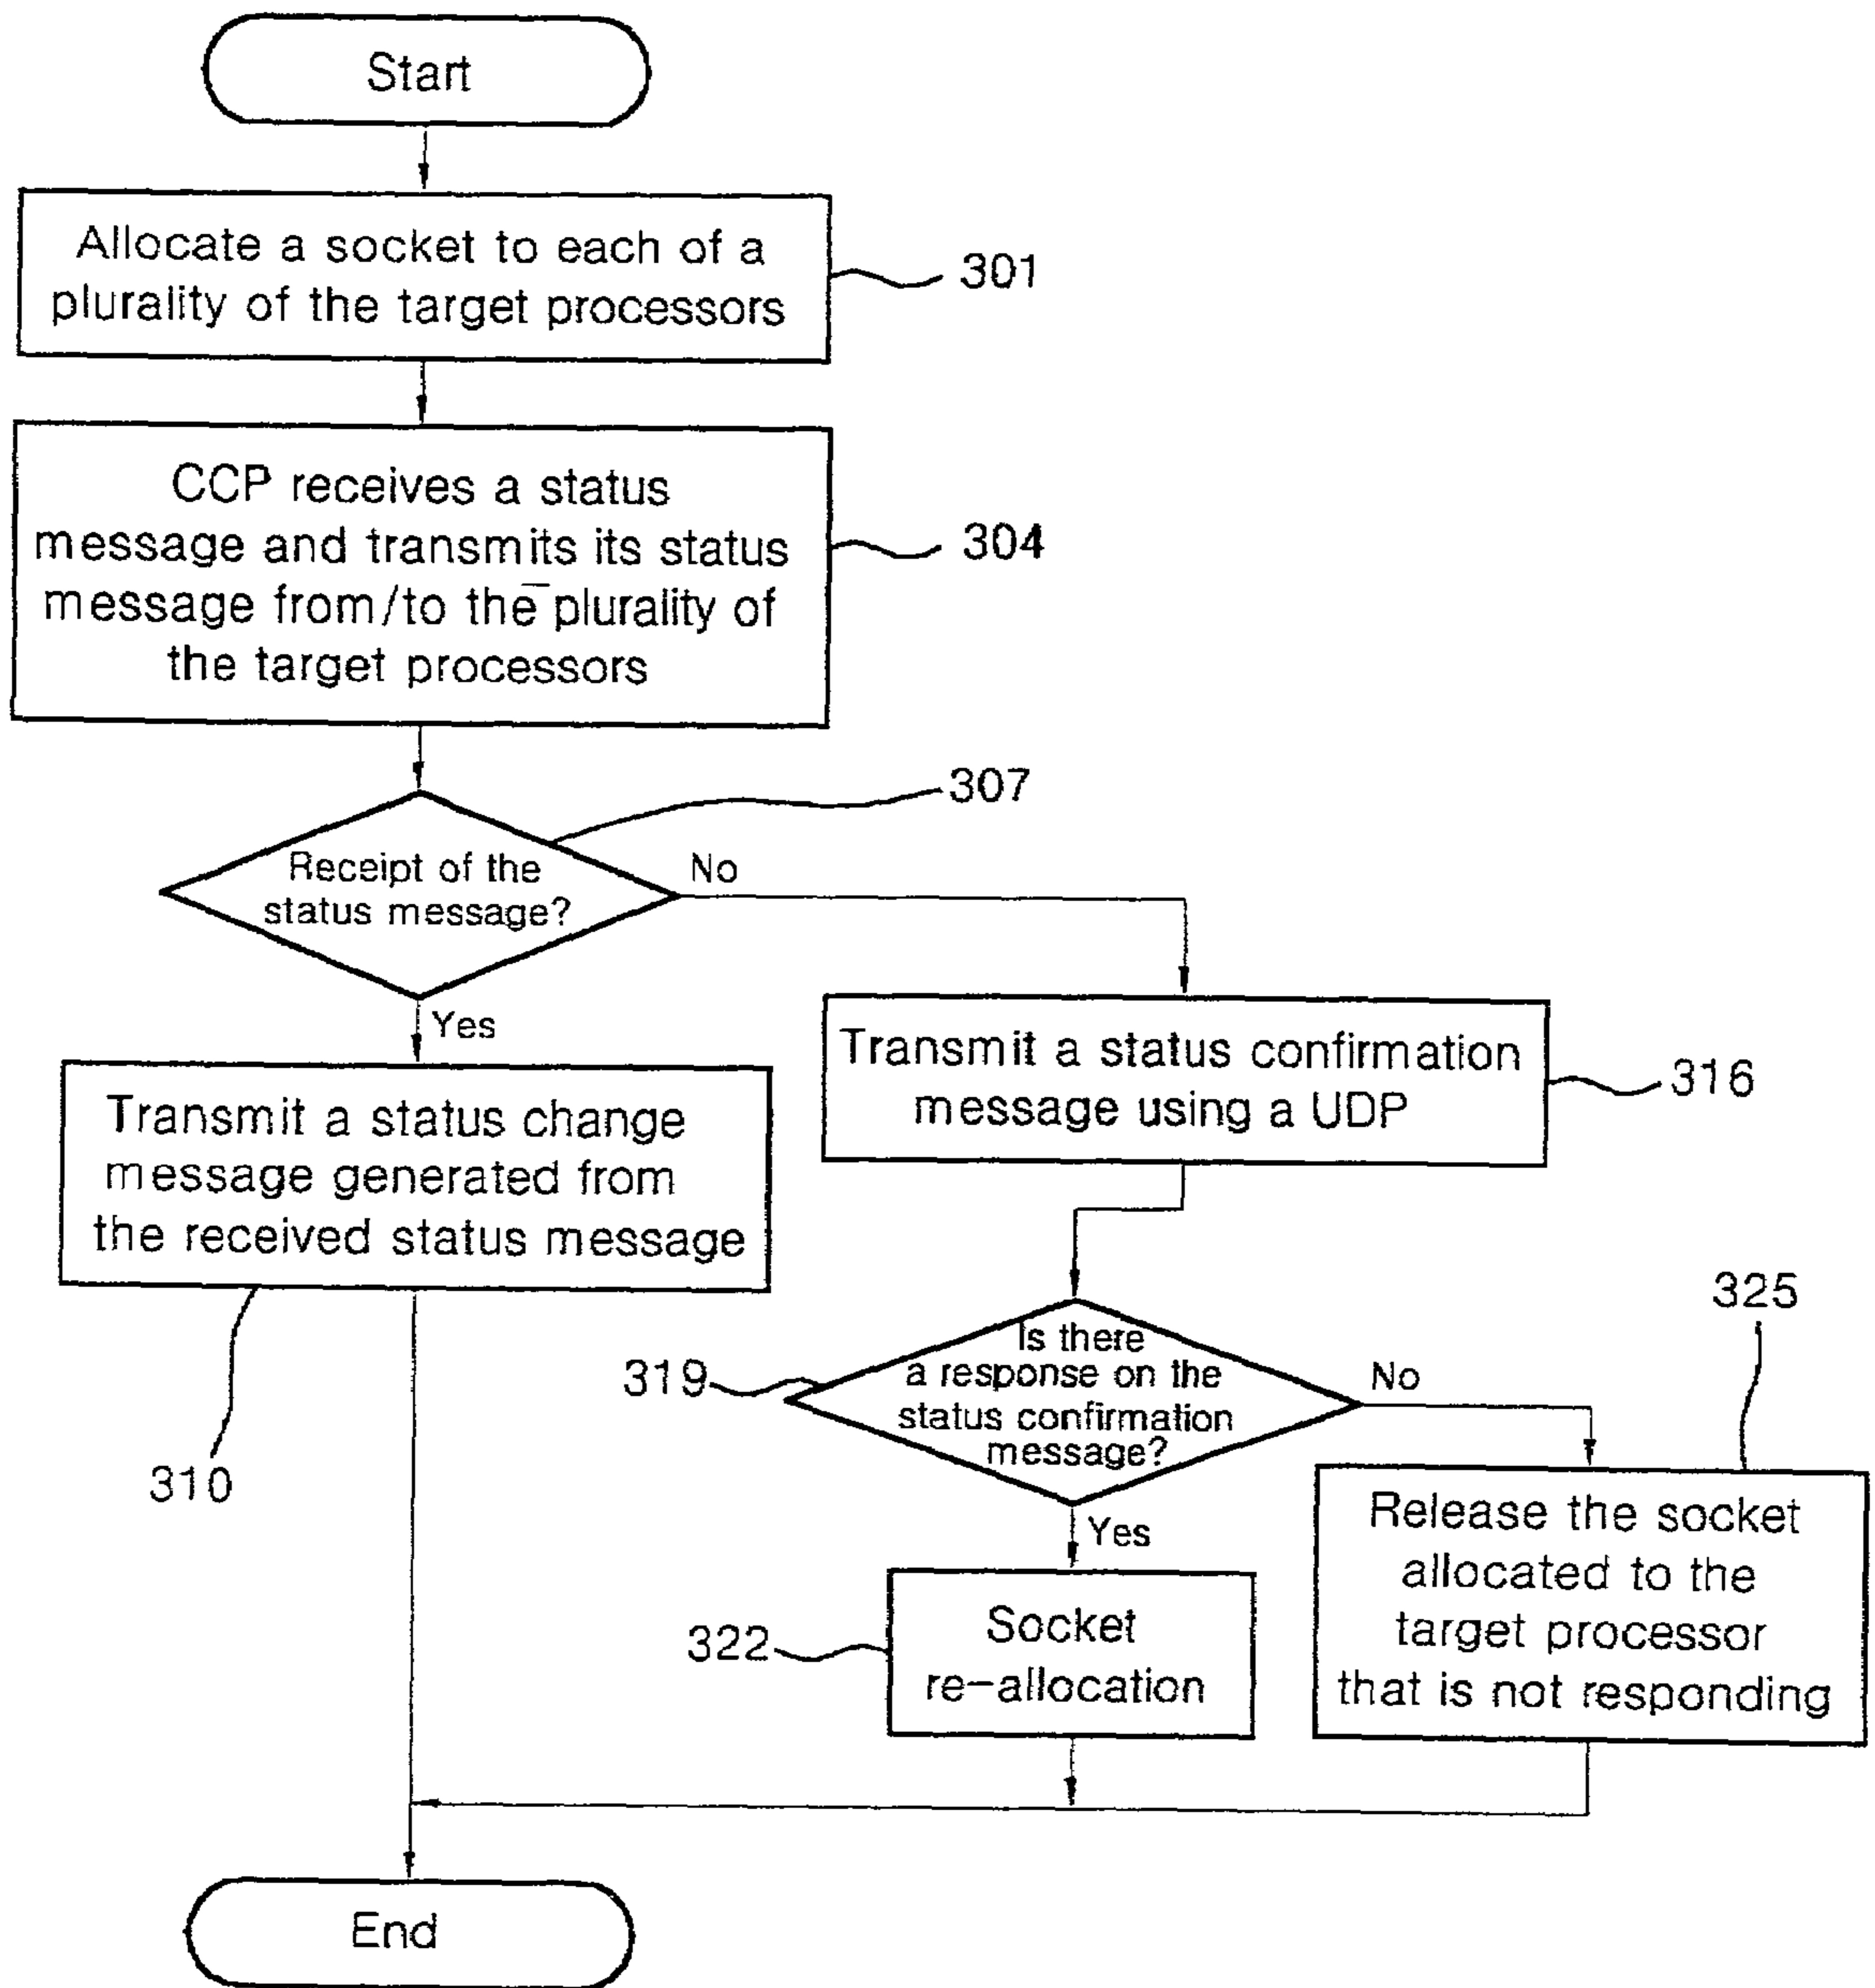 Start
Allocate a socket to each of a
plurality of the target processors
301
CCP receives a status
message and transmits its status
message from/to the plurality of
the target processors
304
307
Receipt of the
status message?
No
Yes
Transmit a status change
message generated from
the received status message
310
Transmit a status confirmation
message using a UDP
316
Is there
a response on the
status confirmation
message?
319
No
325
Yes
Socket
re-allocation
322
Release the socket
allocated to the
target processor
that is not responding
End